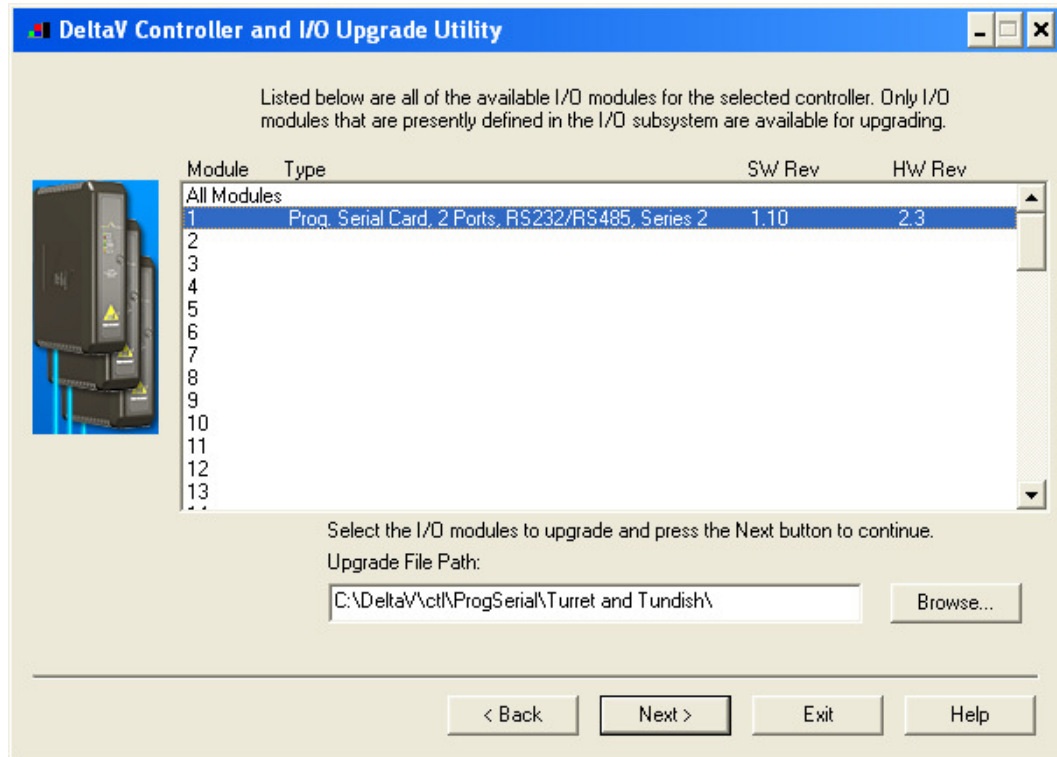 DeltaV Controller and I/O Upgrade Utility
Listed below are all of the available I/O modules for the selected controller. Only I/O
modules that are presently defined in the I/O subsystem are available for upgrading.
Module Type SW Rev HW Rev
All Modules
1 Prog. Serial Card, 2 Ports, RS232/RS485, Series 2 1.10 2.3
2
3
4
5
6
7
8
9
10
11
12
13
Select the I/O modules to upgrade and press the Next button to continue.
Upgrade File Path:
C:\DeltaV\ctl\ProgSerial\Turret and Tundish\
Browse...
< Back Next > Exit Help